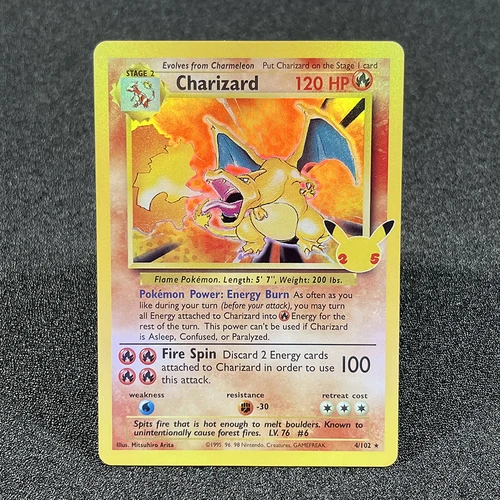 Evolves from Charmeleon Put Charizard on the Stage 1 card
STAGE 2
Charizard 120 HP
25
Flame Pokémon. Length: 5' 7", Weight: 200 lbs.
Pokémon Power: Energy Burn As often as you
like during your turn (before your attack), you may turn
all Energy attached to Charizard into Energy for the
rest of the turn. This power can't be used if Charizard
is Asleep, Confused, or Paralyzed.
Fire Spin Discard 2 Energy cards
attached to Charizard in order to use
this attack.
100
weakness resistance retreat cost
-30
Spits fire that is hot enough to melt boulders. Known to
unintentionally cause forest fires. LV. 76 #6
Illus. Mitsuhiro Arita ©1995, 96, 98 Nintendo, Creatures, GAMEFREAK. 4/102 ★